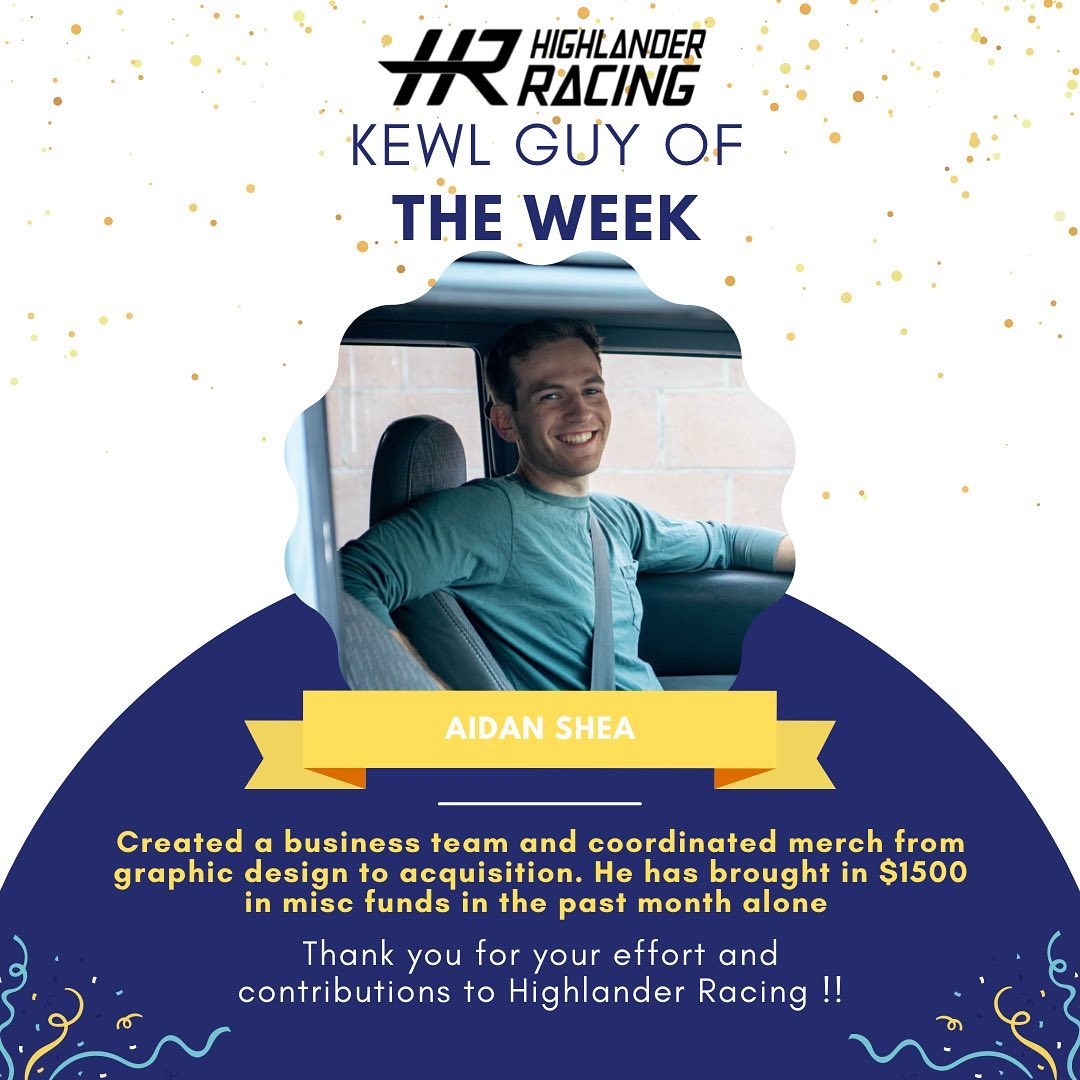 HR HIGHLANDER
RACING
KEWL GUY OF
THE WEEK
AIDAN SHEA
Created a business team and coordinated merch from
graphic design to acquisition. He has brought in $1500
in misc funds in the past month alone
Thank you for your effort and
contributions to Highlander Racing !!